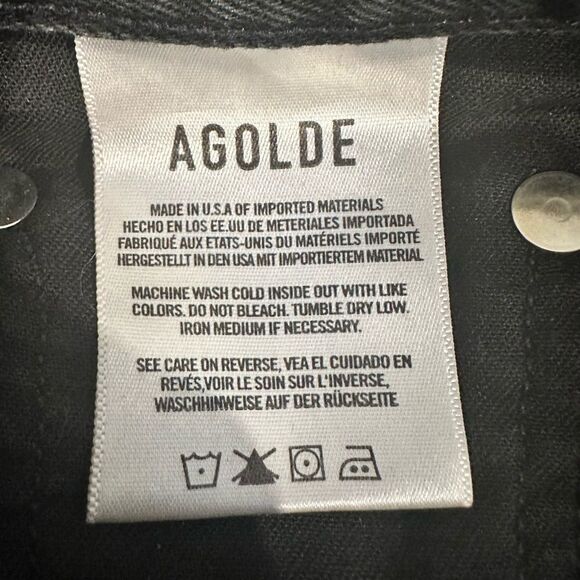 AGOLDE
MADE IN U.S.A OF IMPORTED MATERIALS
HECHO EN LOS EE.UU DE METERIALES IMPORTADA
FABRIQUÉ AUX ETATS-UNIS DU MATÉRIELS IMPORTÉ
HERGESTELLT IN DEN USA MIT IMPORTIERTEM MATERIAL
MACHINE WASH COLD INSIDE OUT WITH LIKE
COLORS. DO NOT BLEACH. TUMBLE DRY LOW.
IRON MEDIUM IF NECESSARY.
SEE CARE ON REVERSE, VEA EL CUIDADO EN
REVÉS,VOIR LE SOIN SUR L'INVERSE,
WASCHHINWEISE AUF DER RÜCKSEITE